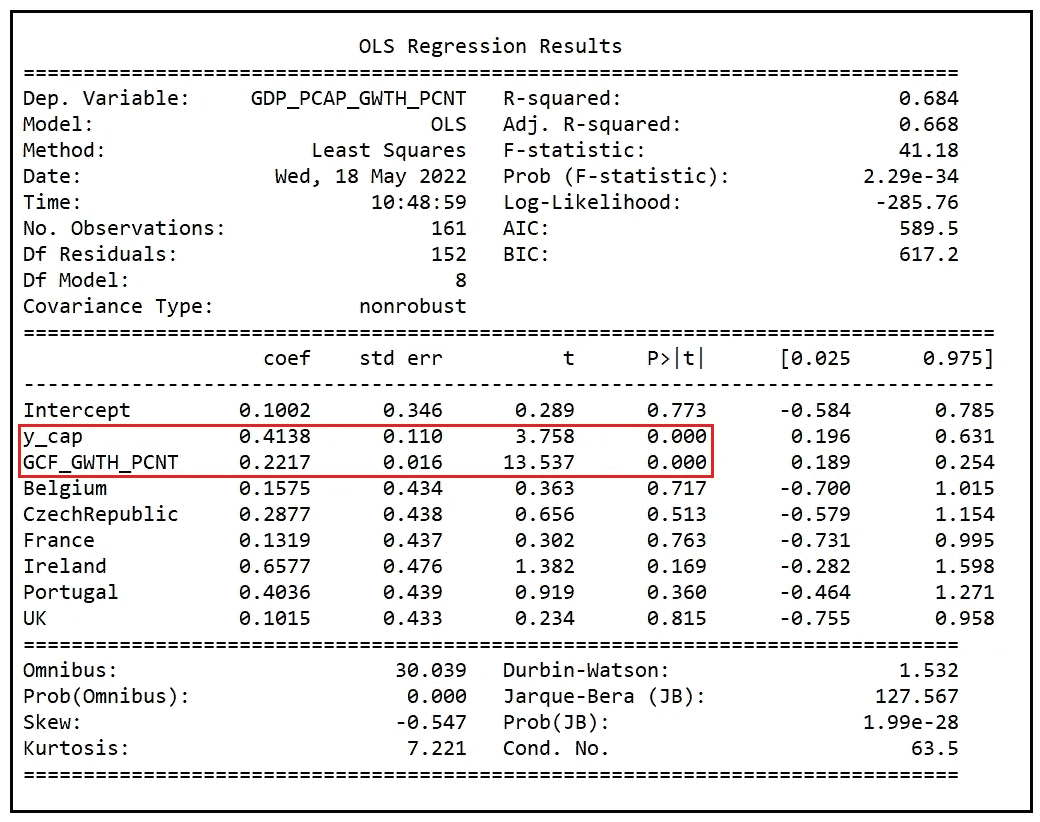 OLS Regression Results
==============================================================================
Dep. Variable:     GDP_PCAP_GWTH_PCNT   R-squared:                       0.684
Model:                            OLS   Adj. R-squared:                  0.668
Method:                 Least Squares   F-statistic:                     41.18
Date:                Wed, 18 May 2022   Prob (F-statistic):           2.29e-34
Time:                        10:48:59   Log-Likelihood:                -285.76
No. Observations:                 161   AIC:                             589.5
Df Residuals:                     152   BIC:                             617.2
Df Model:                           8
Covariance Type:            nonrobust
=================================================================================
                    coef    std err          t      P>|t|      [0.025      0.975]
---------------------------------------------------------------------------------
Intercept         0.1002      0.346      0.289      0.773      -0.584       0.785
y_cap             0.4138      0.110      3.758      0.000       0.196       0.631
GCF_GWTH_PCNT     0.2217      0.016     13.537      0.000       0.189       0.254
Belgium           0.1575      0.434      0.363      0.717      -0.700       1.015
CzechRepublic     0.2877      0.438      0.656      0.513      -0.579       1.154
France            0.1319      0.437      0.302      0.763      -0.731       0.995
Ireland           0.6577      0.476      1.382      0.169      -0.282       1.598
Portugal          0.4036      0.439      0.919      0.360      -0.464       1.271
UK                0.1015      0.433      0.234      0.815      -0.755       0.958
==============================================================================
Omnibus:                       30.039   Durbin-Watson:                   1.532
Prob(Omnibus):                  0.000   Jarque-Bera (JB):              127.567
Skew:                          -0.547   Prob(JB):                     1.99e-28
Kurtosis:                       7.221   Cond. No.                         63.5
==============================================================================